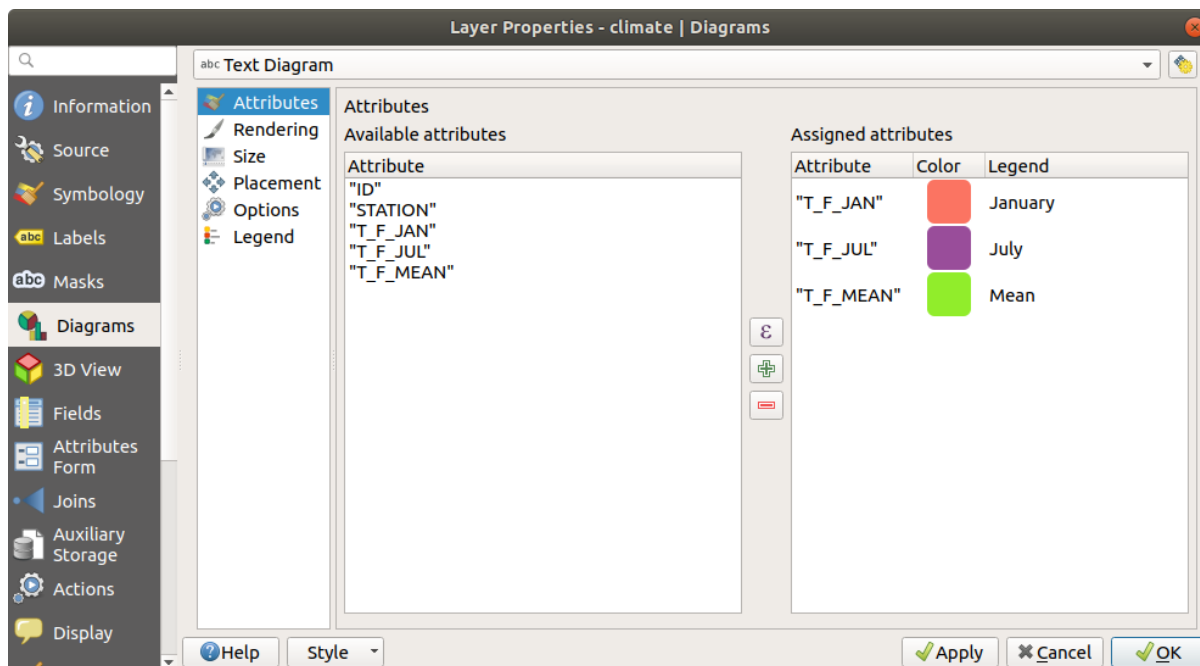 Layer Properties - climate | Diagrams
abc Text Diagram
Information
Source
Symbology
abc Labels
abc Masks
Diagrams
3D View
Fields
Attributes
Form
Joins
Auxiliary
Storage
Actions
Display
Attributes
Rendering
Size
Placement
Options
Legend
Attributes
Available attributes
Attribute
"ID"
"STATION"
"T_F_JAN"
"T_F_JUL"
"T_F_MEAN"
ε
Assigned attributes
Attribute Color Legend
"T_F_JAN" January
"T_F_JUL" July
"T_F_MEAN" Mean
Help Style Apply Cancel OK